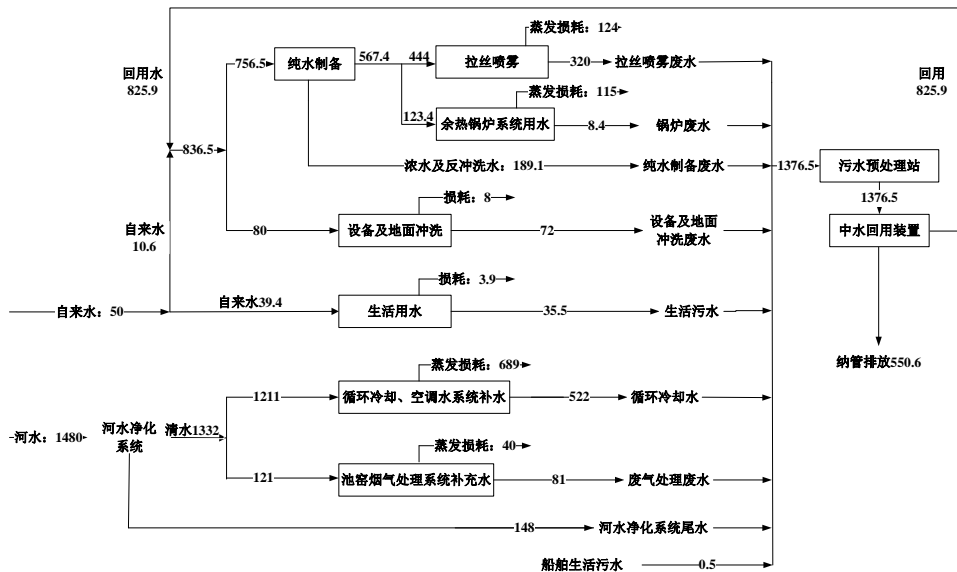 蒸发损耗：124
756.5
纯水制备
567.4
444
拉丝喷雾
320
拉丝喷雾废水
回用水
825.9
回用
825.9
蒸发损耗：115
123.4
余热锅炉系统用水
8.4
锅炉废水
836.5
浓水及反冲洗水：189.1
纯水制备废水
1376.5
污水预处理站
1376.5
损耗：8
自来水
10.6
80
设备及地面冲洗
72
设备及地面
冲洗废水
中水回用装置
损耗：3.9
自来水：50
自来水39.4
生活用水
35.5
生活污水
纳管排放550.6
蒸发损耗：689
1211
循环冷却、空调水系统补水
522
循环冷却水
河水：1480
河水净化
系统
清水1332
蒸发损耗：40
121
池窑烟气处理系统补充水
81
废气处理废水
148
河水净化系统尾水
船舶生活污水
0.5